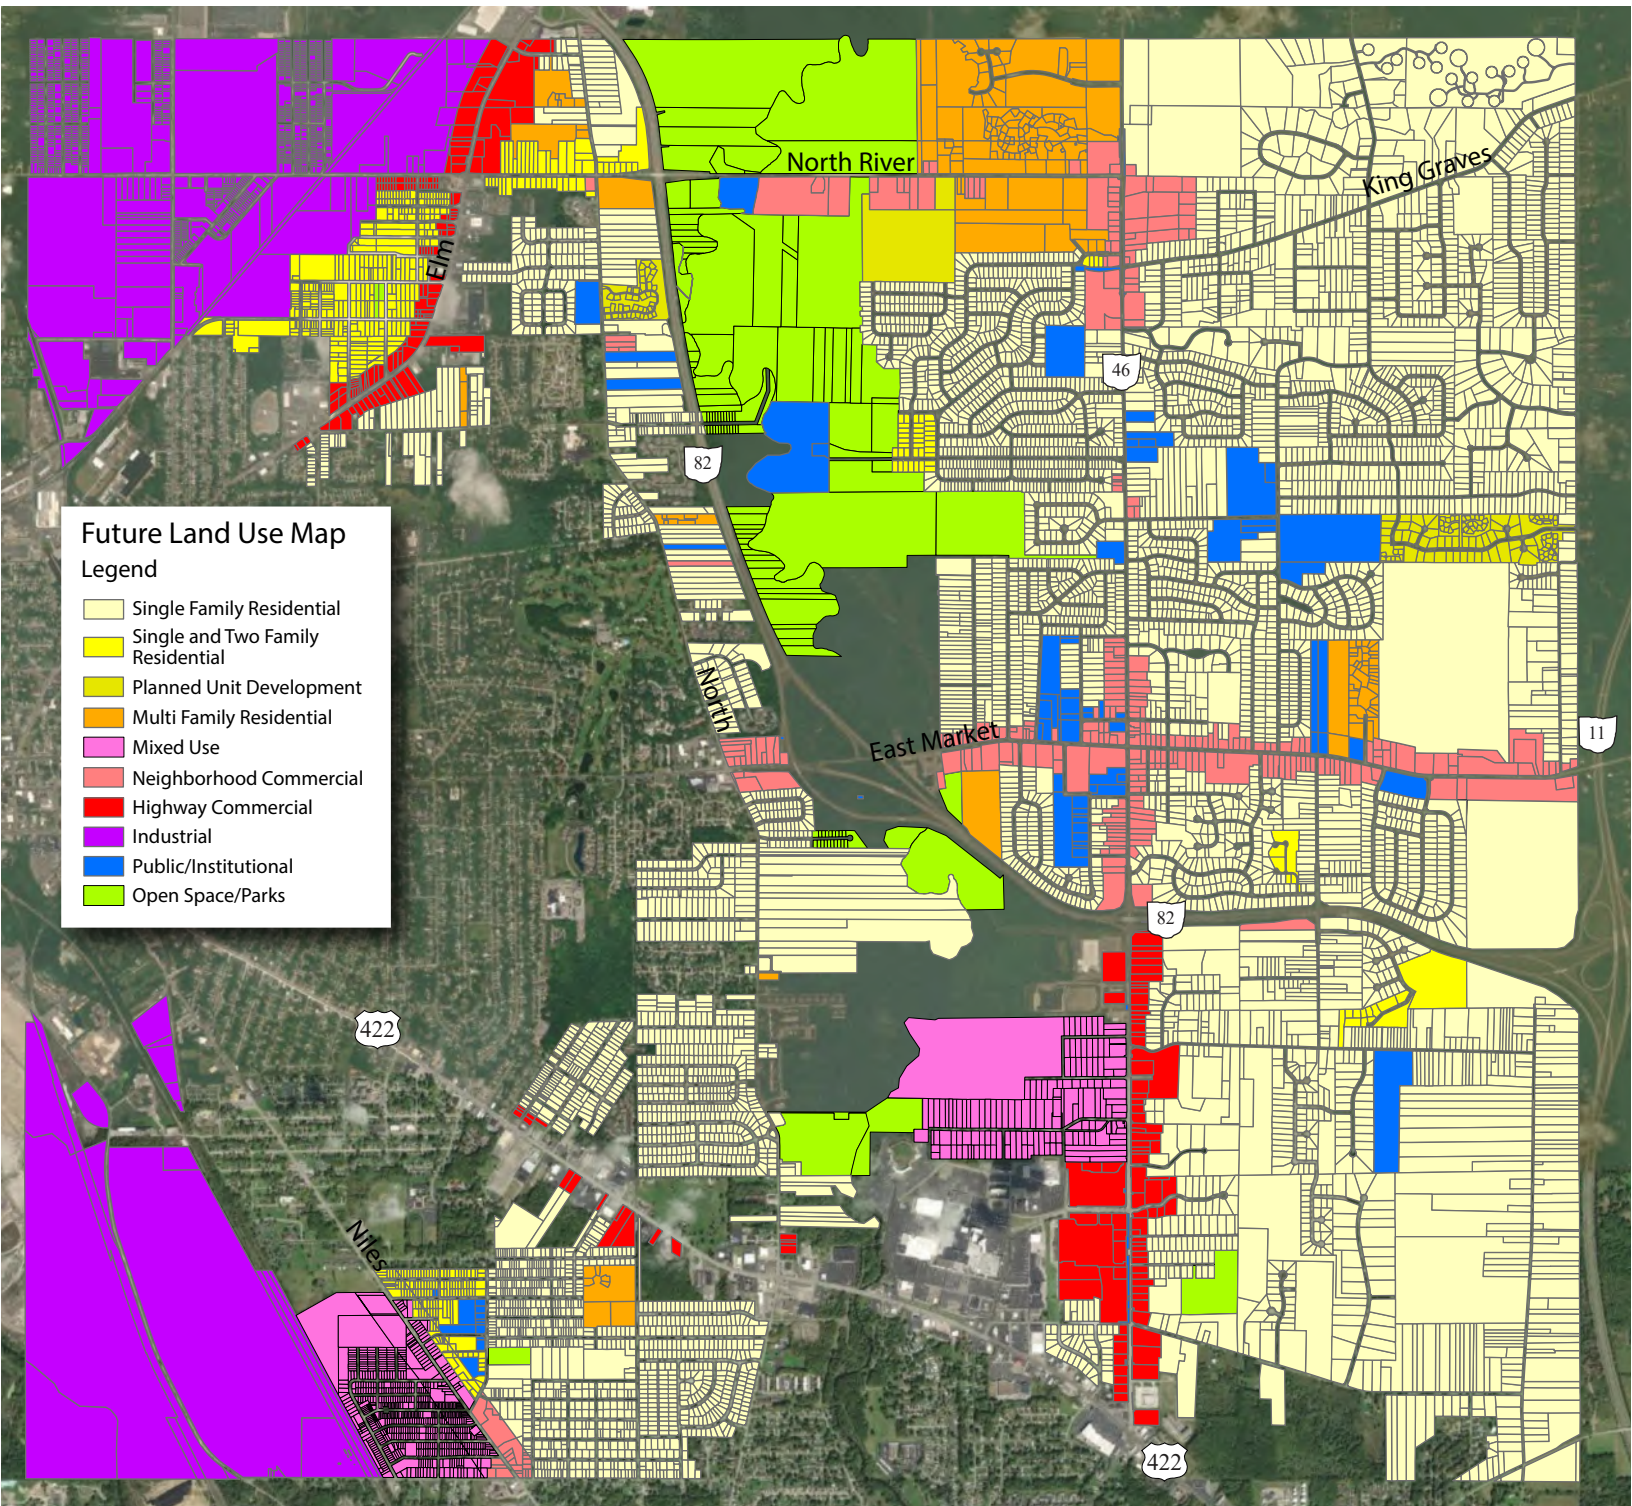 North River
King Graves
Elm
46
82
Future Land Use Map
Legend
Single Family Residential
Single and Two Family
Residential
Planned Unit Development
Multi Family Residential
Mixed Use
Neighborhood Commercial
Highway Commercial
Industrial
Public/Institutional
Open Space/Parks
North
East Market
11
82
422
Niles
422